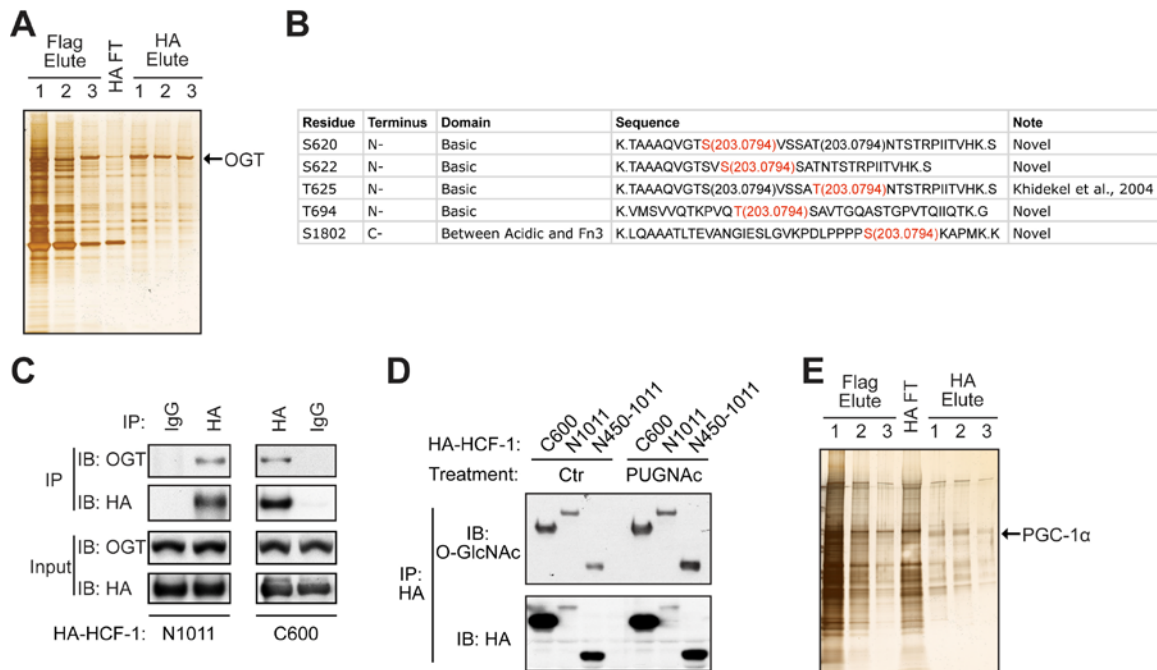 A
Flag Elute
HA FT
HA Elute
1 2 3 1 2 3
OGT
B
Residue Terminus Domain Sequence Note
S620 N- Basic K.TAAAQVGTS(203.0794)VSSAT(203.0794)NTSTRPIITVHK.S Novel
S622 N- Basic K.TAAAQVGTSVS(203.0794)SATNTSTRPIITVHK.S Novel
T625 N- Basic K.TAAAQVGTS(203.0794)VSSAT(203.0794)NTSTRPIITVHK.S Khidekel et al., 2004
T694 N- Basic K.VMSVVQTKPVQT(203.0794)SAVTGQASTGPVTQIIQTK.G Novel
S1802 C- Between Acidic and Fn3 K.LQAAATLTEVANGIESLGVKPDLPPPPS(203.0794)KAPMK.K Novel
C
IP: IgG HA HA IgG
IP
IB: OGT
IB: HA
Input
IB: OGT
IB: HA
HA-HCF-1: N1011 C600
D
HA-HCF-1: C600 N1011 N450-1011 C600 N1011 N450-1011
Treatment: Ctr PUGNAc
IP: HA
IB: O-GlcNAc
IB: HA
E
Flag Elute
HA FT
HA Elute
1 2 3 1 2 3
PGC-1α